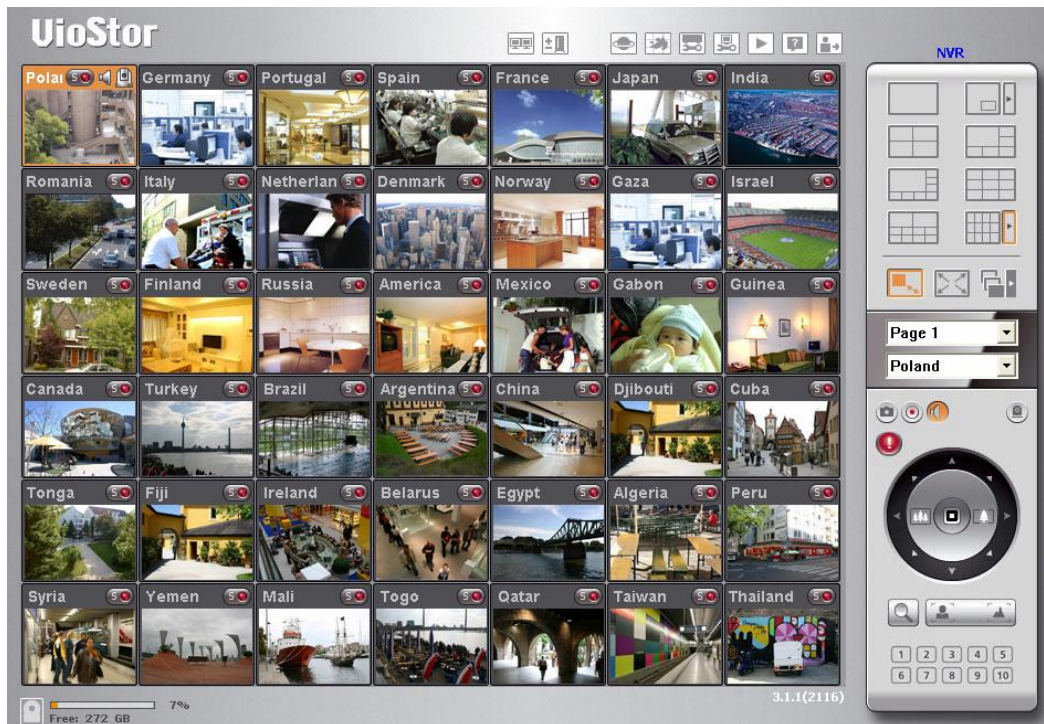 VioStor
NVR
Polar
Germany
Portugal
Spain
France
Japan
India
Romania
Italy
Netherlan
Denmark
Norway
Gaza
Israel
Sweden
Finland
Russia
America
Mexico
Gabon
Guinea
Page 1
Poland
Canada
Turkey
Brazil
Argentina
China
Djibouti
Cuba
Tonga
Fiji
Ireland
Belarus
Egypt
Algeria
Peru
Syria
Yemen
Mali
Togo
Qatar
Taiwan
Thailand
1 2 3 4 5
6 7 8 9 10
3.1.1(2116)
7%
Free: 272 GB